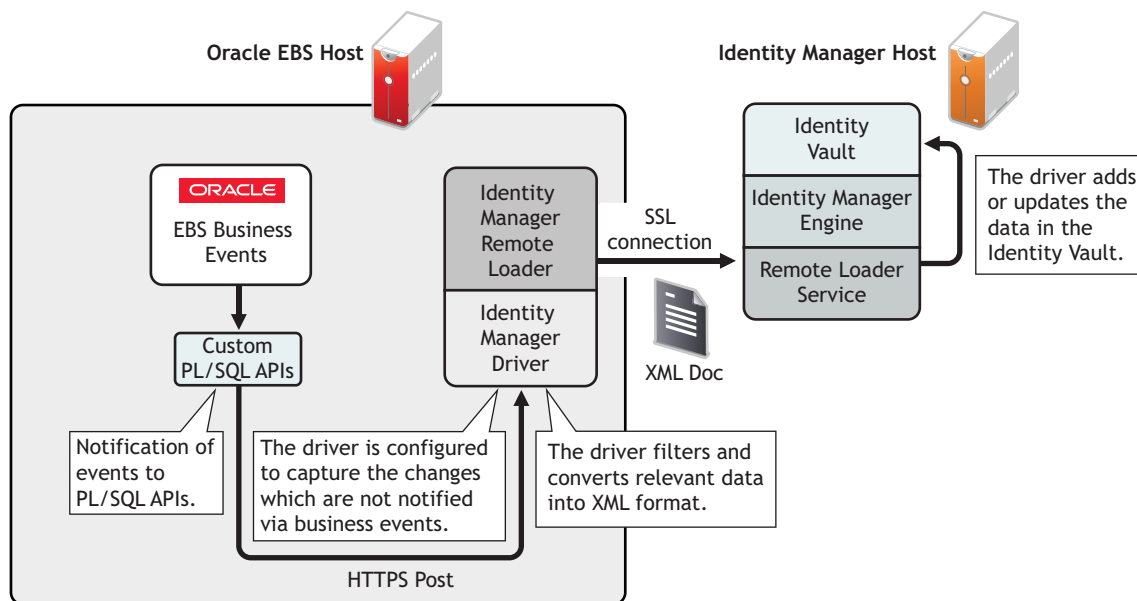 Oracle EBS Host
Identity Manager Host
ORACLE
EBS Business
Events
Custom
PL/SQL APIs
Notification of
events to
PL/SQL APIs.
Identity
Manager
Remote
Loader
Identity
Manager
Driver
The driver is configured
to capture the changes
which are not notified
via business events.
The driver filters and
converts relevant data
into XML format.
HTTPS Post
SSL
connection
XML Doc
Identity
Vault
Identity Manager
Engine
Remote Loader
Service
The driver adds
or updates the
data in the
Identity Vault.